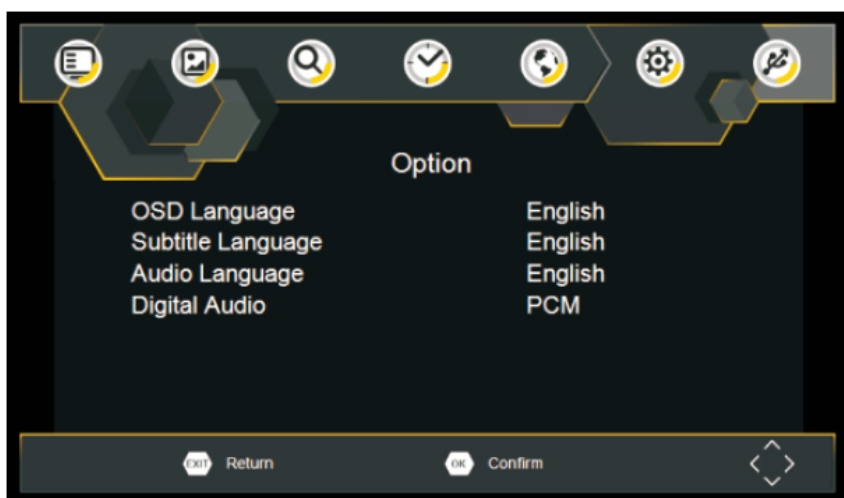 Option
OSD Language English
Subtitle Language English
Audio Language English
Digital Audio PCM
EXIT Return OK Confirm